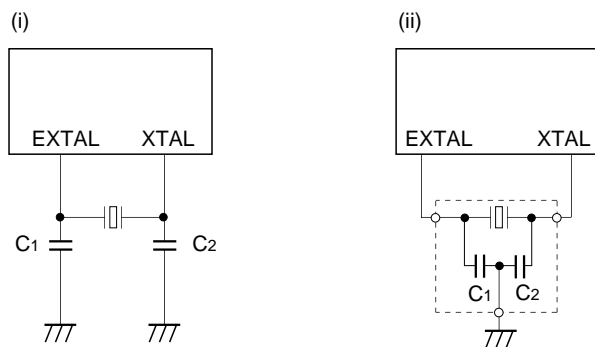 (i)
EXTAL XTAL
C1
C2
(ii)
EXTAL XTAL
C1 C2